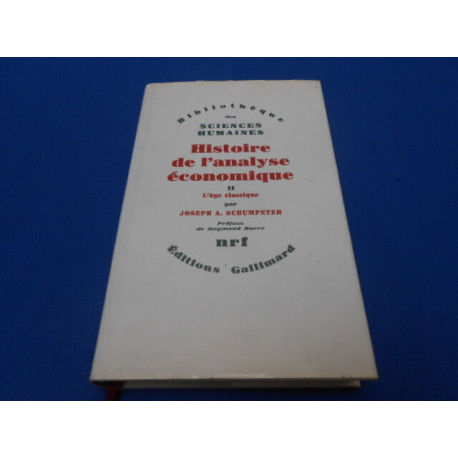 Bibliothèque
des
SCIENCES
HUMAINES
Histoire
de l'analyse
économique
II
L'âge classique
par
JOSEPH A. SCHUMPETER
Préface
de Raymond Barre
nrf
Éditions Gallimard